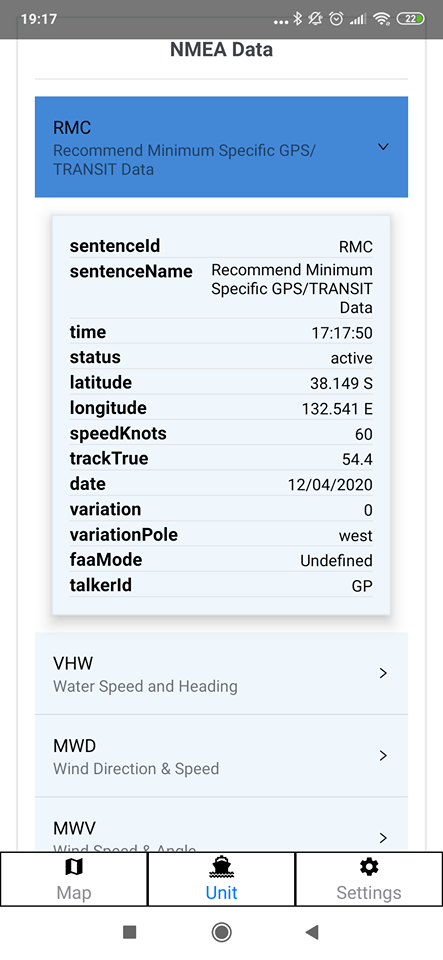 19:17
22
NMEA Data
RMC
Recommend Minimum Specific GPS/
TRANSIT Data
sentenceId RMC
sentenceName Recommend Minimum
Specific GPS/TRANSIT
Data
time 17:17:50
status active
latitude 38.149 S
longitude 132.541 E
speedKnots 60
trackTrue 54.4
date 12/04/2020
variation 0
variationPole west
faaMode Undefined
talkerId GP
VHW
Water Speed and Heading
MWD
Wind Direction & Speed
MWV
Wind Speed & Angle
Map Unit Settings